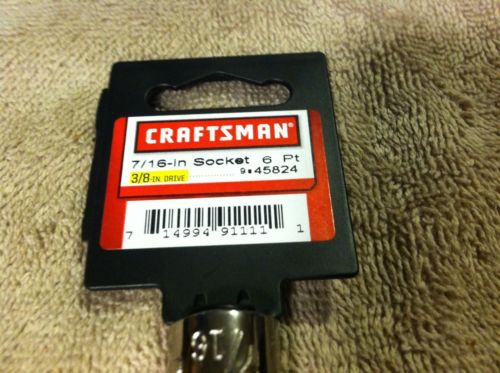 CRAFTSMAN®
7/16-In Socket 6 Pt
3/8-IN. DRIVE ............ 9■45824
7 14994 91111 1